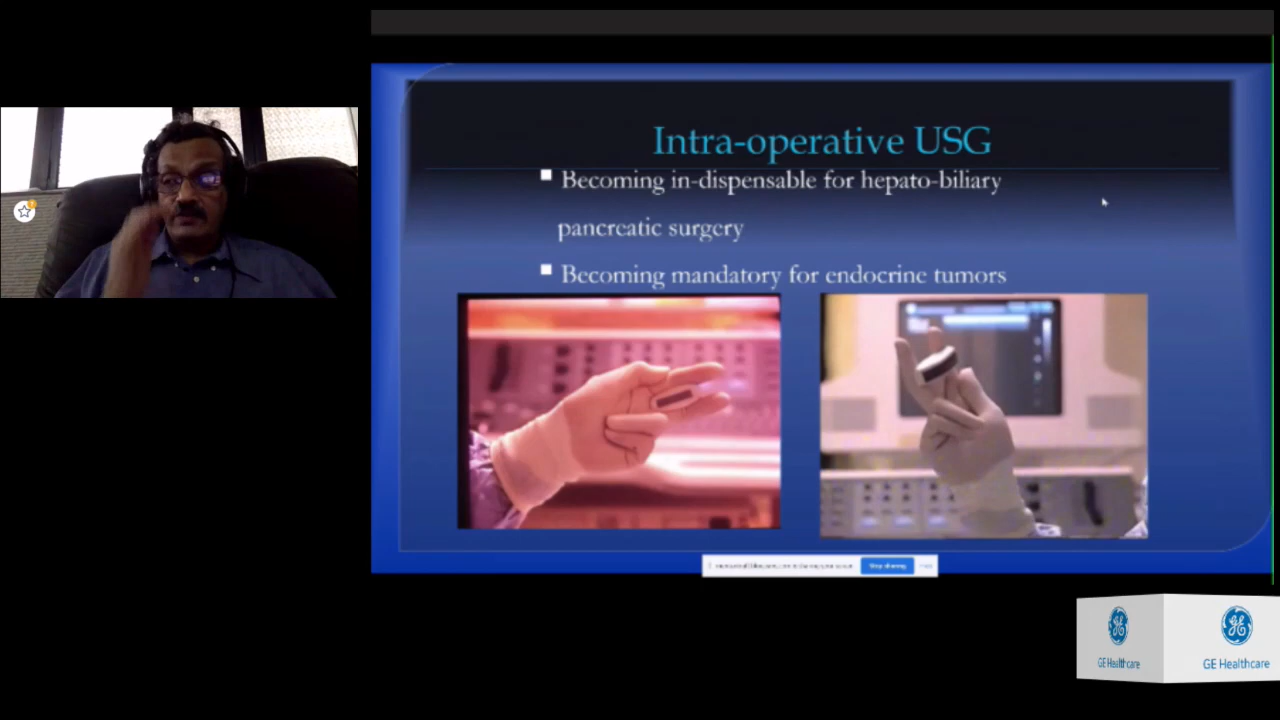 Intra-operative USG
Becoming in-dispensable for hepato-biliary
pancreatic surgery
Becoming mandatory for endocrine tumors
Stop sharing
GE Healthcare
GE Healthcare